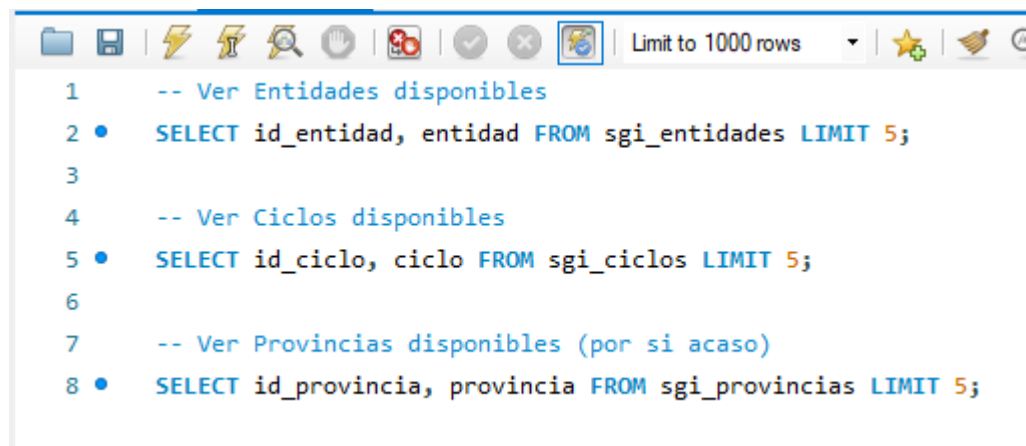 Limit to 1000 rows
1 -- Ver Entidades disponibles
2 SELECT id_entidad, entidad FROM sgi_entidades LIMIT 5;
3
4 -- Ver Ciclos disponibles
5 SELECT id_ciclo, ciclo FROM sgi_ciclos LIMIT 5;
6
7 -- Ver Provincias disponibles (por si acaso)
8 SELECT id_provincia, provincia FROM sgi_provincias LIMIT 5;